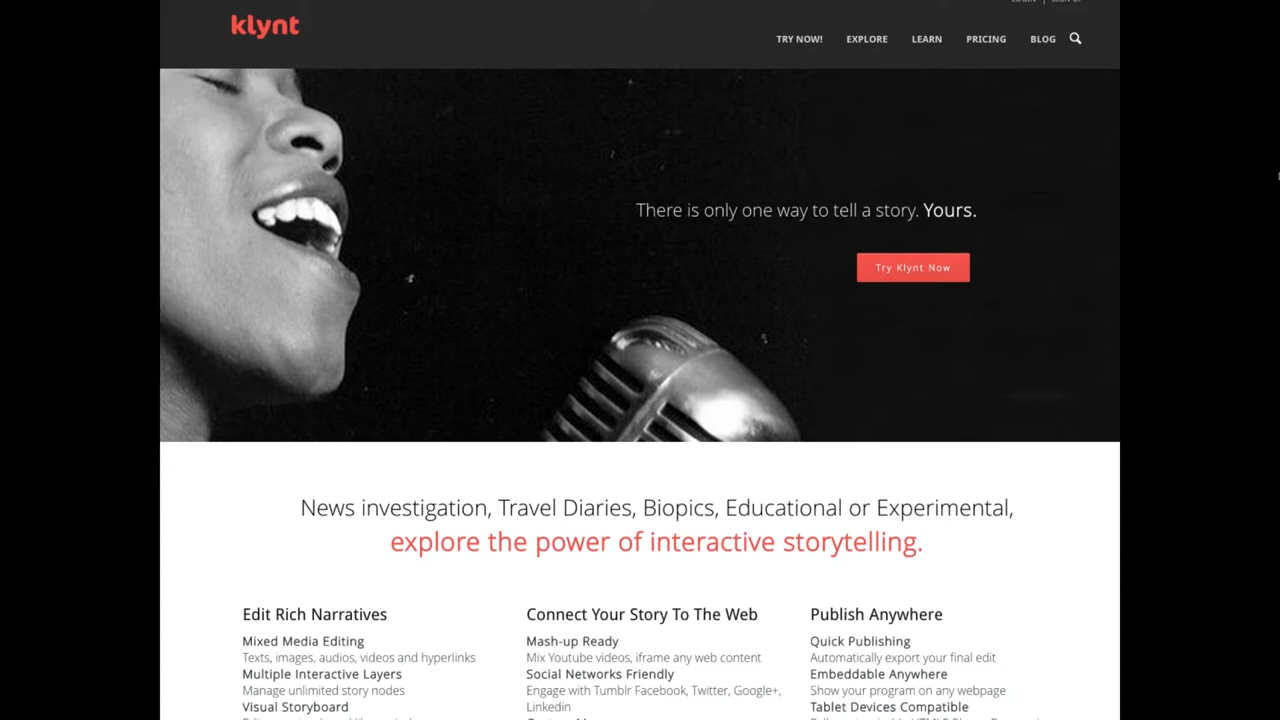 klynt
TRY NOW! EXPLORE LEARN PRICING BLOG
There is only one way to tell a story. Yours.
Try Klynt Now
News investigation, Travel Diaries, Biopics, Educational or Experimental,
explore the power of interactive storytelling.
Edit Rich Narratives
Mixed Media Editing
Texts, images, audios, videos and hyperlinks
Multiple Interactive Layers
Manage unlimited story nodes
Visual Storyboard
Connect Your Story To The Web
Mash-up Ready
Mix Youtube videos, iframe any web content
Social Networks Friendly
Engage with Tumblr Facebook, Twitter, Google+,
Linkedin
Publish Anywhere
Quick Publishing
Automatically export your final edit
Embeddable Anywhere
Show your program on any webpage
Tablet Devices Compatible